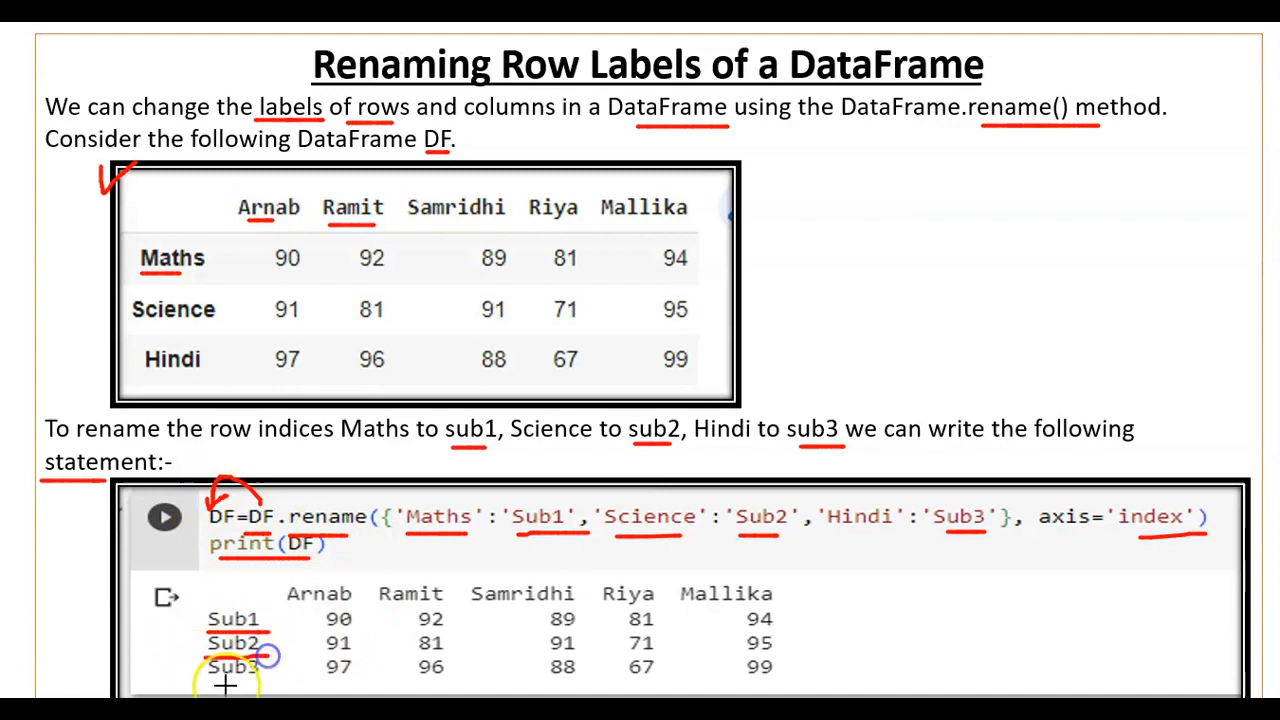 Renaming Row Labels of a DataFrame
We can change the labels of rows and columns in a DataFrame using the DataFrame.rename() method.
Consider the following DataFrame DF.
Arnab Ramit Samridhi Riya Mallika
Maths 90 92 89 81 94
Science 91 81 91 71 95
Hindi 97 96 88 67 99
To rename the row indices Maths to sub1, Science to sub2, Hindi to sub3 we can write the following
statement:-
DF=DF.rename({'Maths':'Sub1','Science':'Sub2','Hindi':'Sub3'}, axis='index')
print(DF)
Arnab Ramit Samridhi Riya Mallika
Sub1 90 92 89 81 94
Sub2 91 81 91 71 95
Sub3 97 96 88 67 99